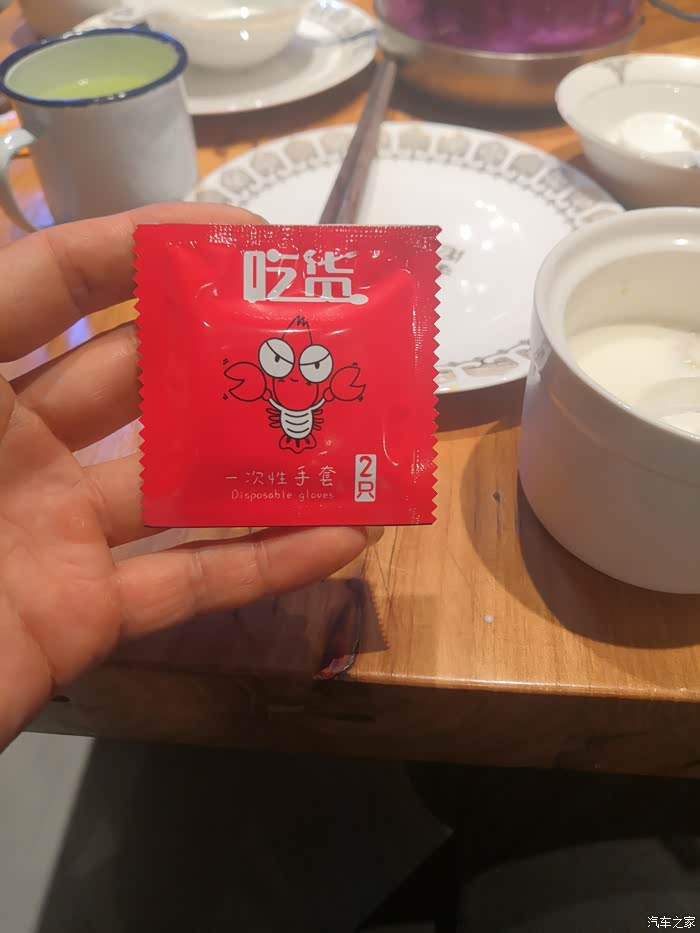 吃货
一次性手套
Disposable gloves
2只
汽车之家